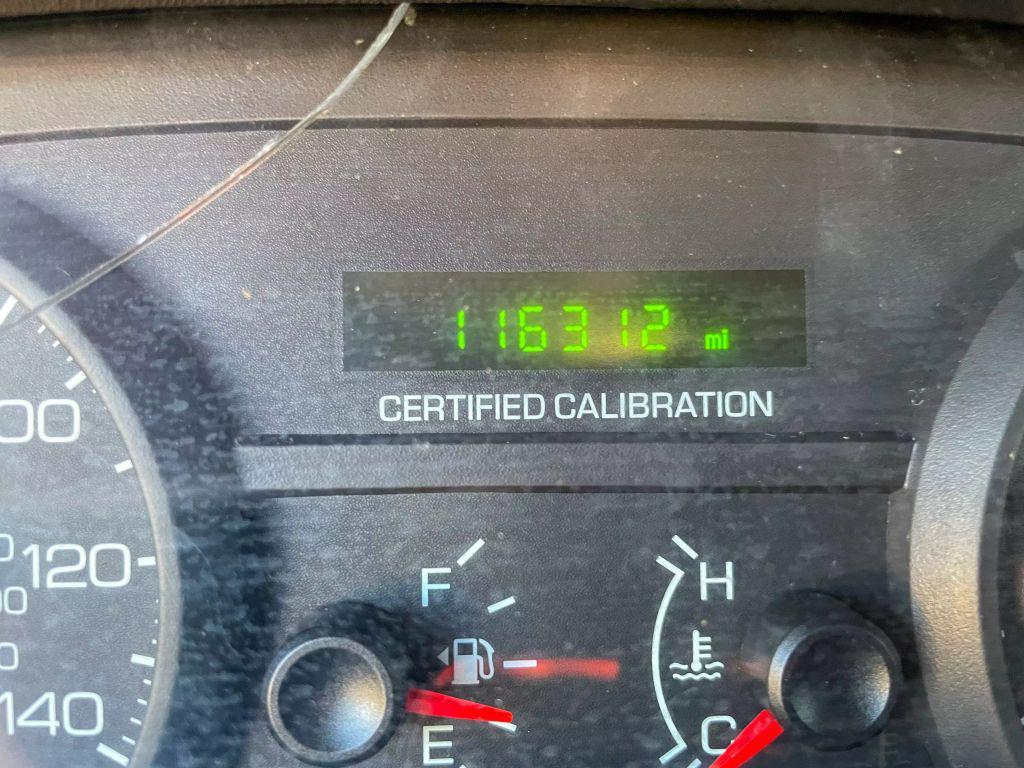 116312 mi
CERTIFIED CALIBRATION
120
140
F
H
E
C